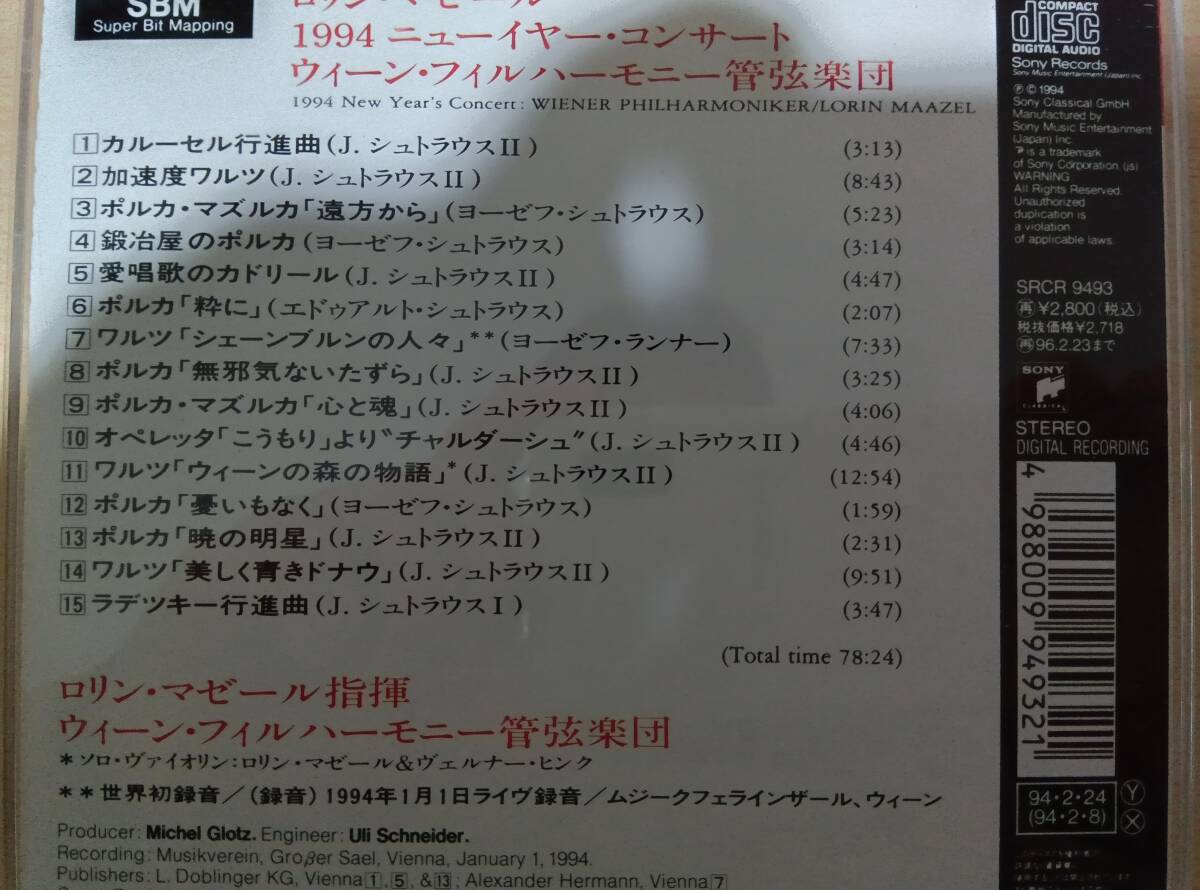 SBM
Super Bit Mapping
ロリン・マゼール
1994 ニューイヤー・コンサート
ウィーン・フィルハーモニー管弦楽団
1994 New Year's Concert: WIENER PHILHARMONIKER/LORIN MAAZEL
1 カルーセル行進曲(J. シュトラウスII) (3:13)
2 加速度ワルツ(J. シュトラウスII) (8:43)
3 ポルカ・マズルカ「遠方から」(ヨーゼフ・シュトラウス) (5:23)
4 鍛冶屋のポルカ(ヨーゼフ・シュトラウス) (3:14)
5 愛唱歌のカドリール(J. シュトラウスII) (4:47)
6 ポルカ「粋に」(エドゥアルト・シュトラウス) (2:07)
7 ワルツ「シェーンブルンの人々」**(ヨーゼフ・ランナー) (7:33)
8 ポルカ「無邪気ないたずら」(J. シュトラウスII) (3:25)
9 ポルカ・マズルカ「心と魂」(J. シュトラウスII) (4:06)
10 オペレッタ「こうもり」より〝チャルダーシュ〟(J. シュトラウスII) (4:46)
11 ワルツ「ウィーンの森の物語」*(J. シュトラウスII) (12:54)
12 ポルカ「憂いもなく」(ヨーゼフ・シュトラウス) (1:59)
13 ポルカ「暁の明星」(J. シュトラウスII) (2:31)
14 ワルツ「美しく青きドナウ」(J. シュトラウスII) (9:51)
15 ラデツキー行進曲(J. シュトラウスI) (3:47)
(Total time 78:24)
ロリン・マゼール指揮
ウィーン・フィルハーモニー管弦楽団
*ソロ・ヴァイオリン:ロリン・マゼール&ヴェルナー・ヒンク
**世界初録音/(録音)1994年1月1日ライヴ録音/ムジークフェラインザール、ウィーン
Producer: Michel Glotz. Engineer: Uli Schneider.
Recording: Musikverein, Großer Sael, Vienna, January 1, 1994.
Publishers: L. Doblinger KG, Vienna 1, 5, & 13; Alexander Hermann, Vienna 7
COMPACT
disc
DIGITAL AUDIO
Sony Records
Sony Music Entertainment (Japan) Inc.
Ⓟ © 1994
Sony Classical GmbH
Manufactured by
Sony Music Entertainment
(Japan) Inc.
is a trademark
of Sony Corporation. (JS)
WARNING
All Rights Reserved.
Unauthorized
duplication is
a violation
of applicable laws.
SRCR 9493
再 ¥2,800(税込)
税抜価格¥2,718
再 96.2.23まで
SONY
CLASSICAL
STEREO
DIGITAL RECORDING
4 988009 949321
94・2・24
(94・2・8)
Y
X